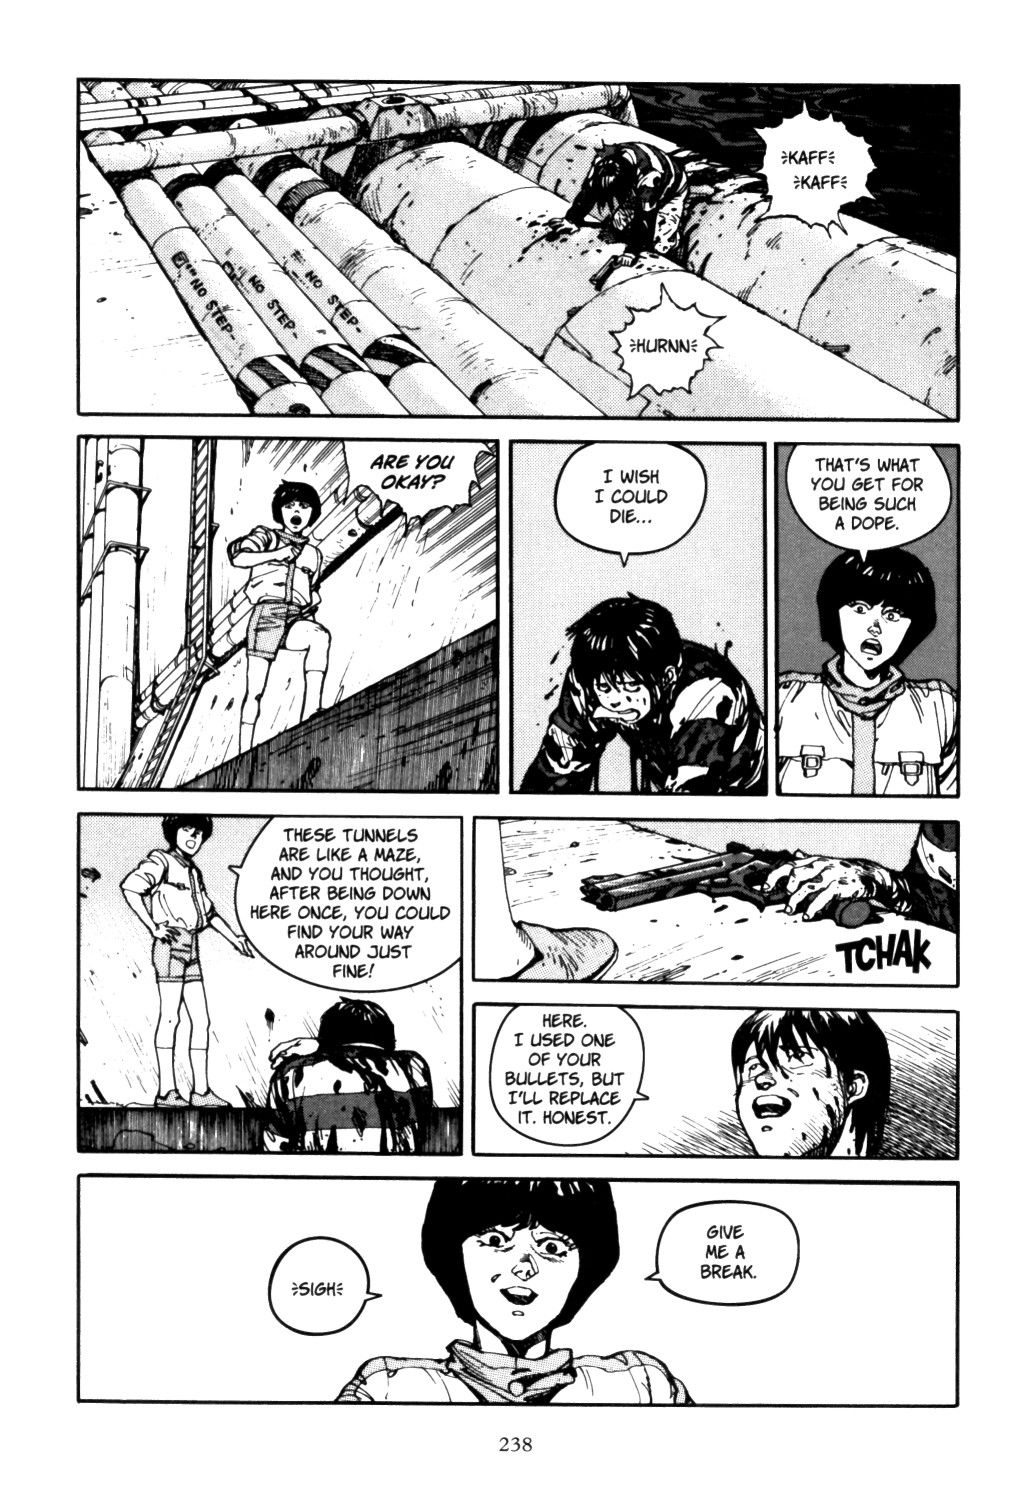 ⚞KAFF⚟
⚞KAFF⚟
NO STEP-
NO STEP-
NO STEP-
⚞HURNN⚟
ARE YOU
OKAY?
I WISH
I COULD
DIE...
THAT'S WHAT
YOU GET FOR
BEING SUCH
A DOPE.
THESE TUNNELS
ARE LIKE A MAZE,
AND YOU THOUGHT,
AFTER BEING DOWN
HERE ONCE, YOU COULD
FIND YOUR WAY
AROUND JUST
FINE!
TCHAK
HERE.
I USED ONE
OF YOUR
BULLETS, BUT
I'LL REPLACE
IT. HONEST.
⚞SIGH⚟
GIVE
ME A
BREAK.
238